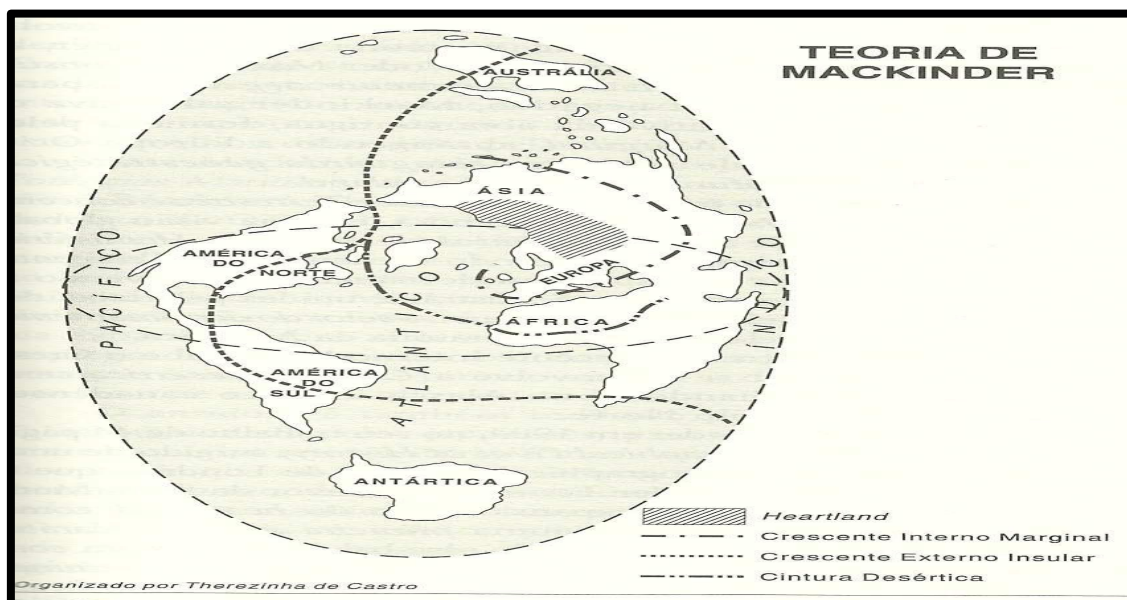 TEORIA DE
MACKINDER
AUSTRÁLIA
ÁSIA
AMÉRICA
DO
NORTE
EUROPA
ÁFRICA
PACÍFICO
ATLÂNTICO
ÍNDICO
AMÉRICA
DO
SUL
ANTÁRTICA
Heartland
Crescente Interno Marginal
Crescente Externo Insular
Cintura Desértica
Organizado por Therezinha de Castro